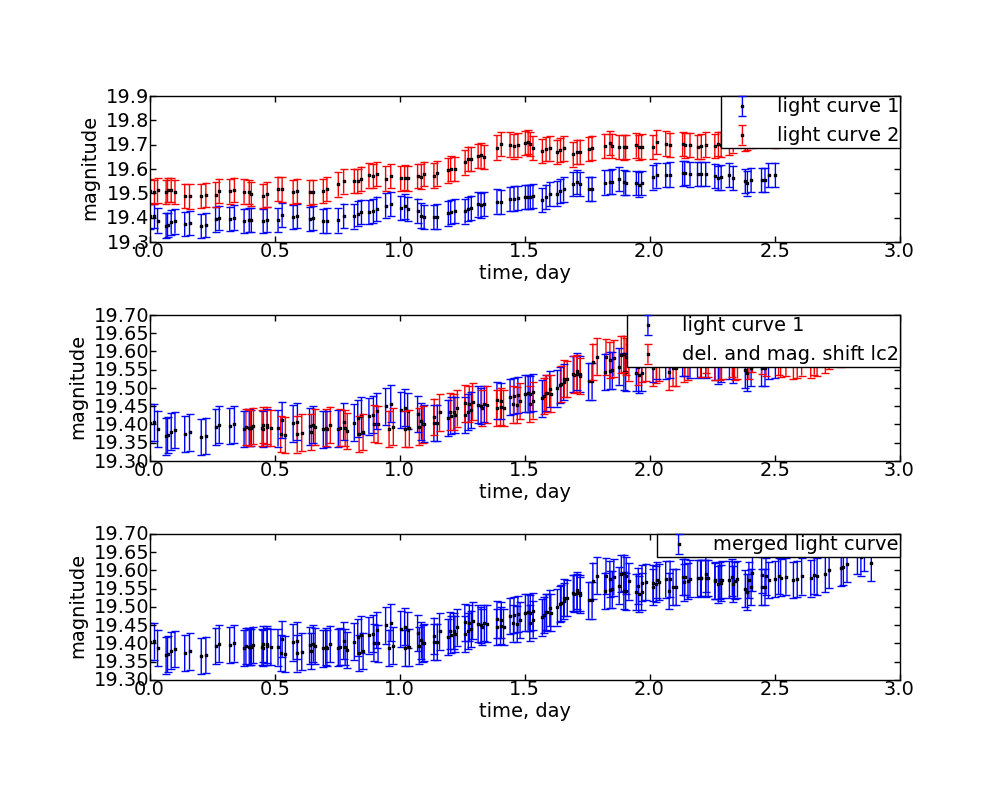 19.9
19.8
19.7
19.6
19.5
19.4
19.3
magnitude
light curve 1
light curve 2
0.0 0.5 1.0 1.5 2.0 2.5 3.0
time, day
19.70
19.65
19.60
19.55
19.50
19.45
19.40
19.35
19.30
magnitude
light curve 1
del. and mag. shift lc2
0.0 0.5 1.0 1.5 2.0 2.5 3.0
time, day
19.70
19.65
19.60
19.55
19.50
19.45
19.40
19.35
19.30
magnitude
merged light curve
0.0 0.5 1.0 1.5 2.0 2.5 3.0
time, day